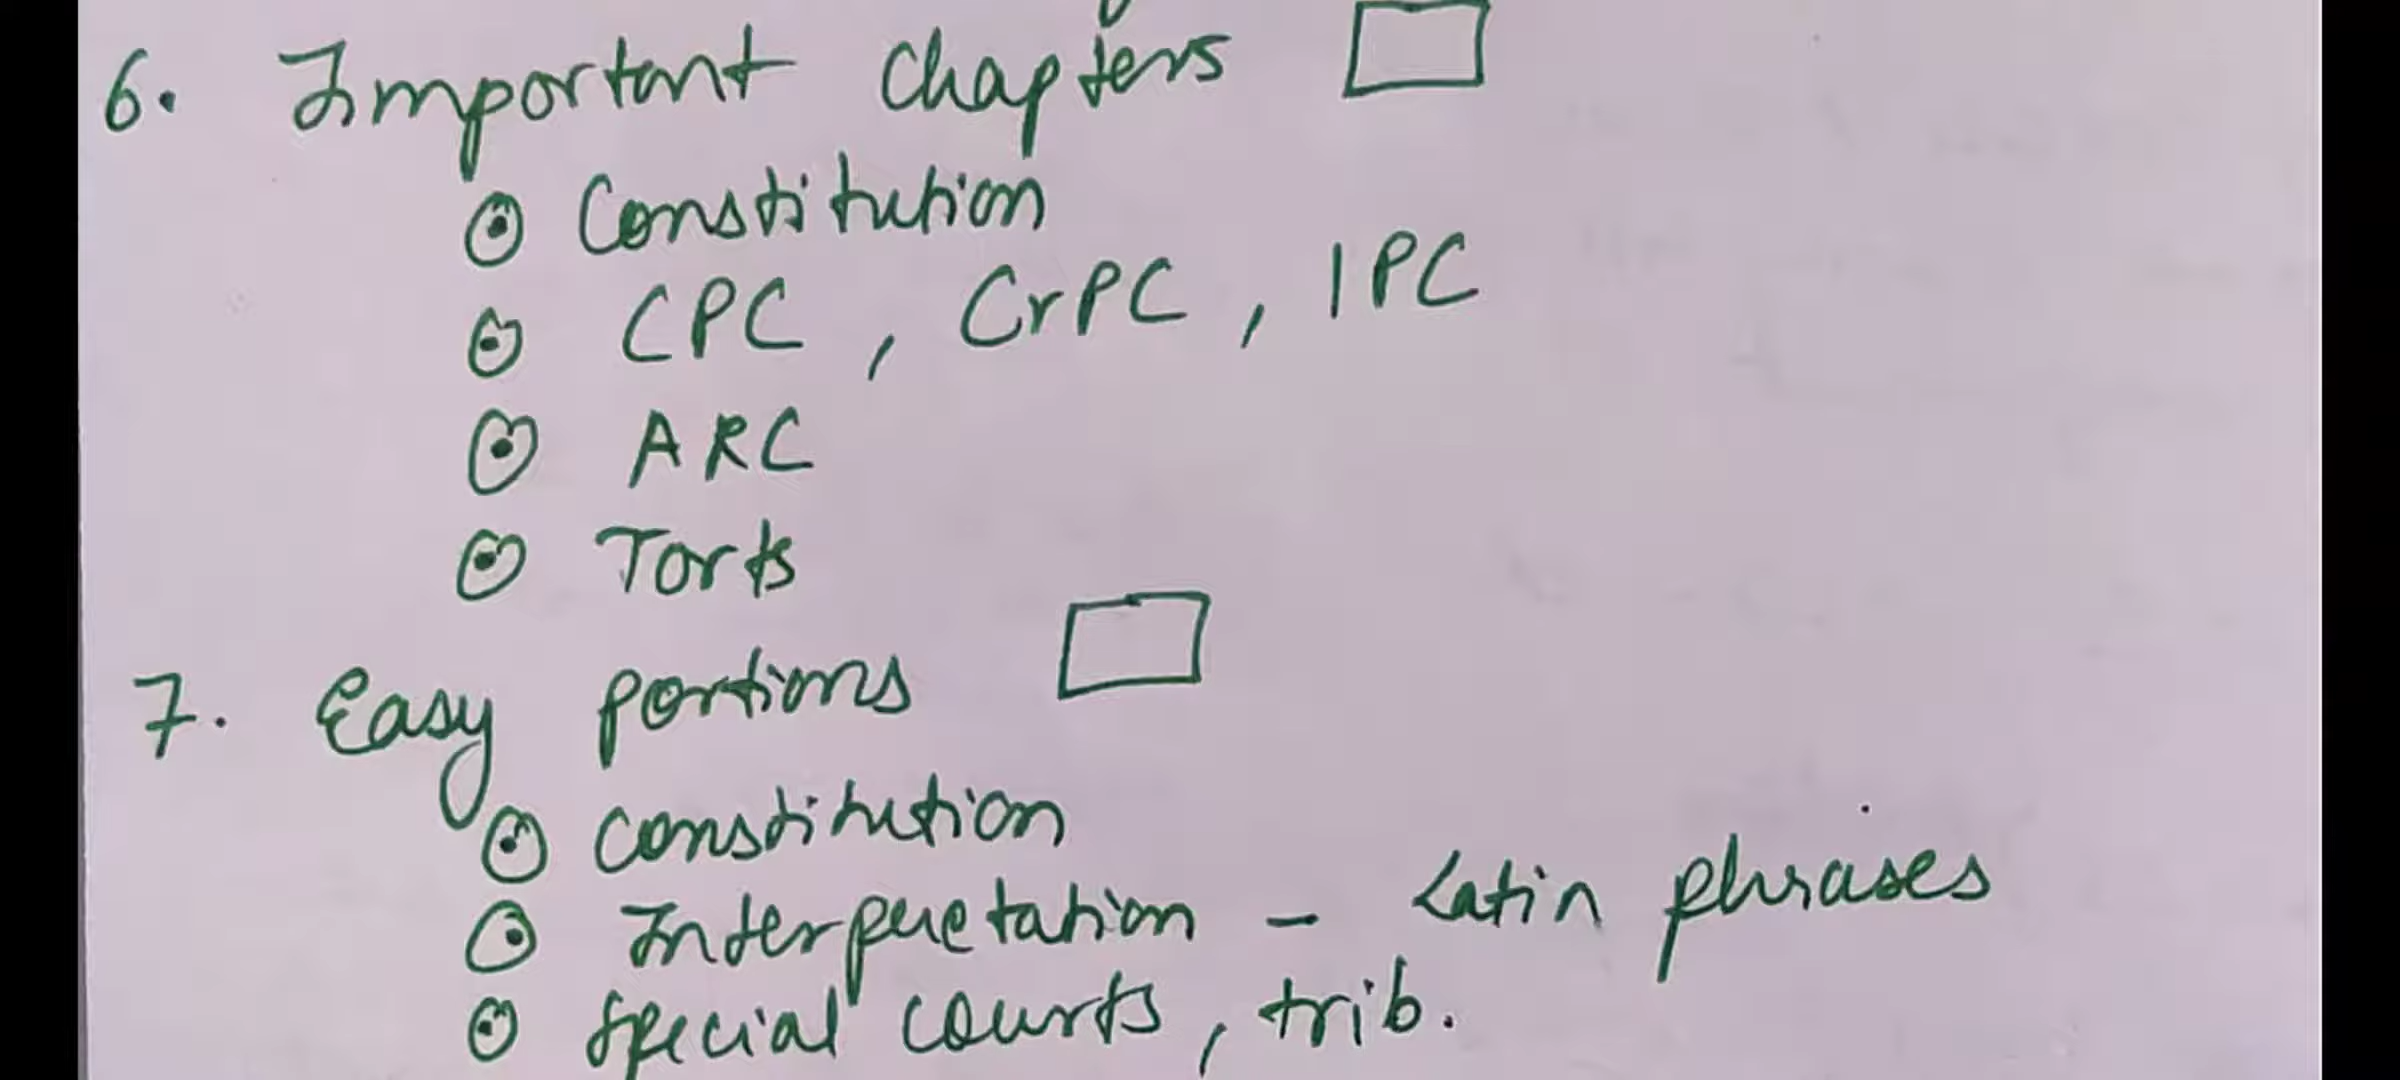 6. Important Chapters
Constitution
CPC, CrPC, IPC
ARC
Torts
7. Easy portions
Constitution
Interpretation - Latin phrases
Special courts, trib.